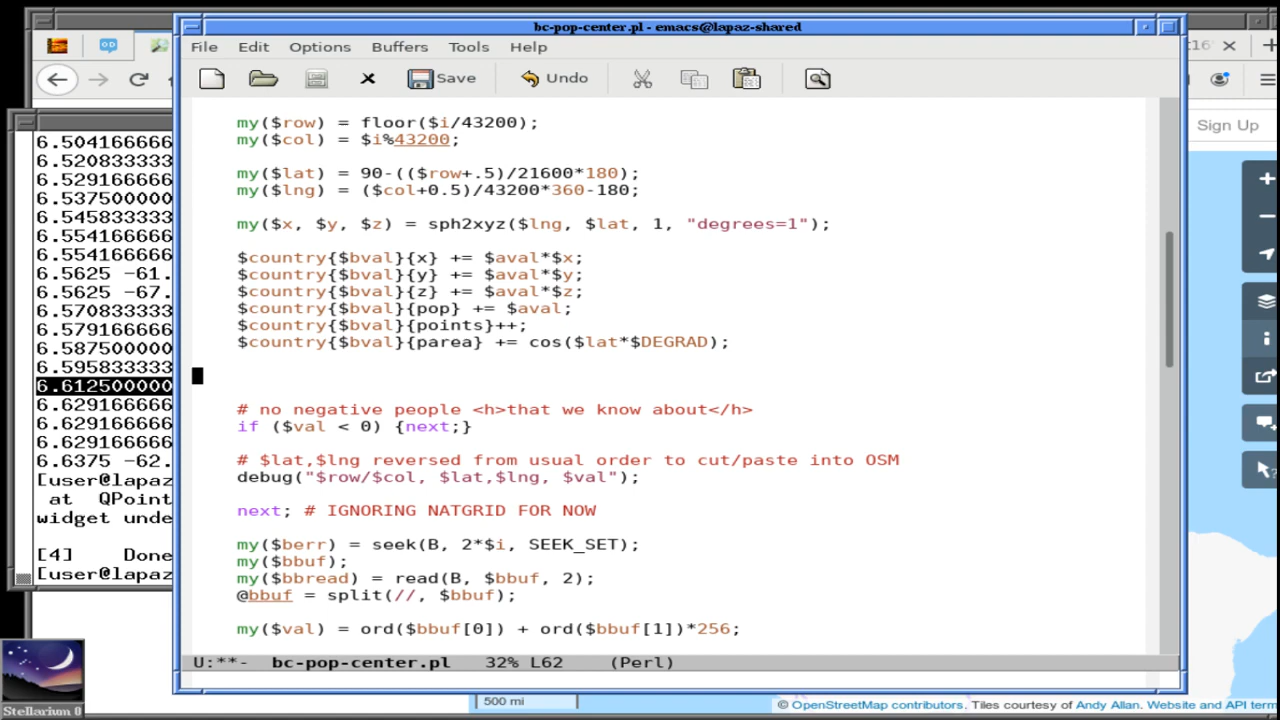 bc-pop-center.pl - emacs@lapaz-shared
File Edit Options Buffers Tools Help
Save Undo
my($row) = floor($i/43200);
my($col) = $i%43200;
my($lat) = 90-(($row+.5)/21600*180);
my($lng) = ($col+0.5)/43200*360-180;
my($x, $y, $z) = sph2xyz($lng, $lat, 1, "degrees=1");
$country{$bval}{x} += $aval*$x;
$country{$bval}{y} += $aval*$y;
$country{$bval}{z} += $aval*$z;
$country{$bval}{pop} += $aval;
$country{$bval}{points}++;
$country{$bval}{parea} += cos($lat*$DEGRAD);
# no negative people <h>that we know about</h>
if ($val < 0) {next;}
# $lat,$lng reversed from usual order to cut/paste into OSM
debug("$row/$col, $lat,$lng, $val");
next; # IGNORING NATGRID FOR NOW
my($berr) = seek(B, 2*$i, SEEK_SET);
my($bbuf);
my($bbread) = read(B, $bbuf, 2);
@bbuf = split(//, $bbuf);
my($val) = ord($bbuf[0]) + ord($bbuf[1])*256;
U:**- bc-pop-center.pl 32% L62 (Perl)
6.504166666
6.520833333
6.529166666
6.537500000
6.545833333
6.554166666
6.554166666
6.5625 -61.
6.5625 -67.
6.570833333
6.579166666
6.587500000
6.595833333
6.612500000
6.629166666
6.629166666
6.629166666
6.6375 -62.
[user@lapaz
at QPoint
widget unde
[4] Done
[user@lapaz
Sign Up
Stellarium 0
500 mi
© OpenStreetMap contributors. Tiles courtesy of Andy Allan. Website and API term